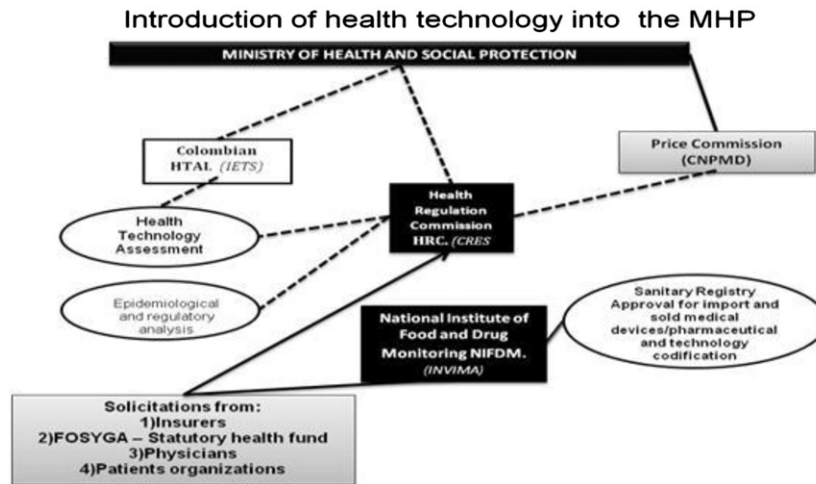 Introduction of health technology into the MHP
MINISTRY OF HEALTH AND SOCIAL PROTECTION
Colombian
HTAI. (IETS)
Price Commission
(CNPMD)
Health
Technology
Assessment
Health
Regulation
Commission
HRC. (CRES
Epidemiological
and regulatory
analysis
National Institute of
Food and Drug
Monitoring NIFDM.
(INVIMA)
Sanitary Registry
Approval for import and
sold medical
devices/pharmaceutical
and technology
codification
Solicitations from:
1)Insurers
2)FOSYGA – Statutory health fund
3)Physicians
4)Patients organizations